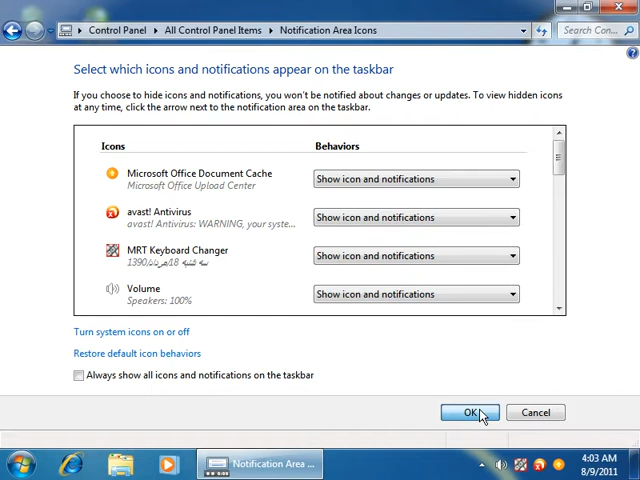 Control Panel ▸ All Control Panel Items ▸ Notification Area Icons
Search Con...
Select which icons and notifications appear on the taskbar
If you choose to hide icons and notifications, you won't be notified about changes or updates. To view hidden icons
at any time, click the arrow next to the notification area on the taskbar.
Icons Behaviors
Microsoft Office Document Cache
Microsoft Office Upload Center
Show icon and notifications
avast! Antivirus
avast! Antivirus: WARNING, your syste...
Show icon and notifications
MRT Keyboard Changer
سه شنبه 18/مرداد/1390
Show icon and notifications
Volume
Speakers: 100%
Show icon and notifications
Turn system icons on or off
Restore default icon behaviors
Always show all icons and notifications on the taskbar
OK Cancel
Notification Area ...
4:03 AM
8/9/2011